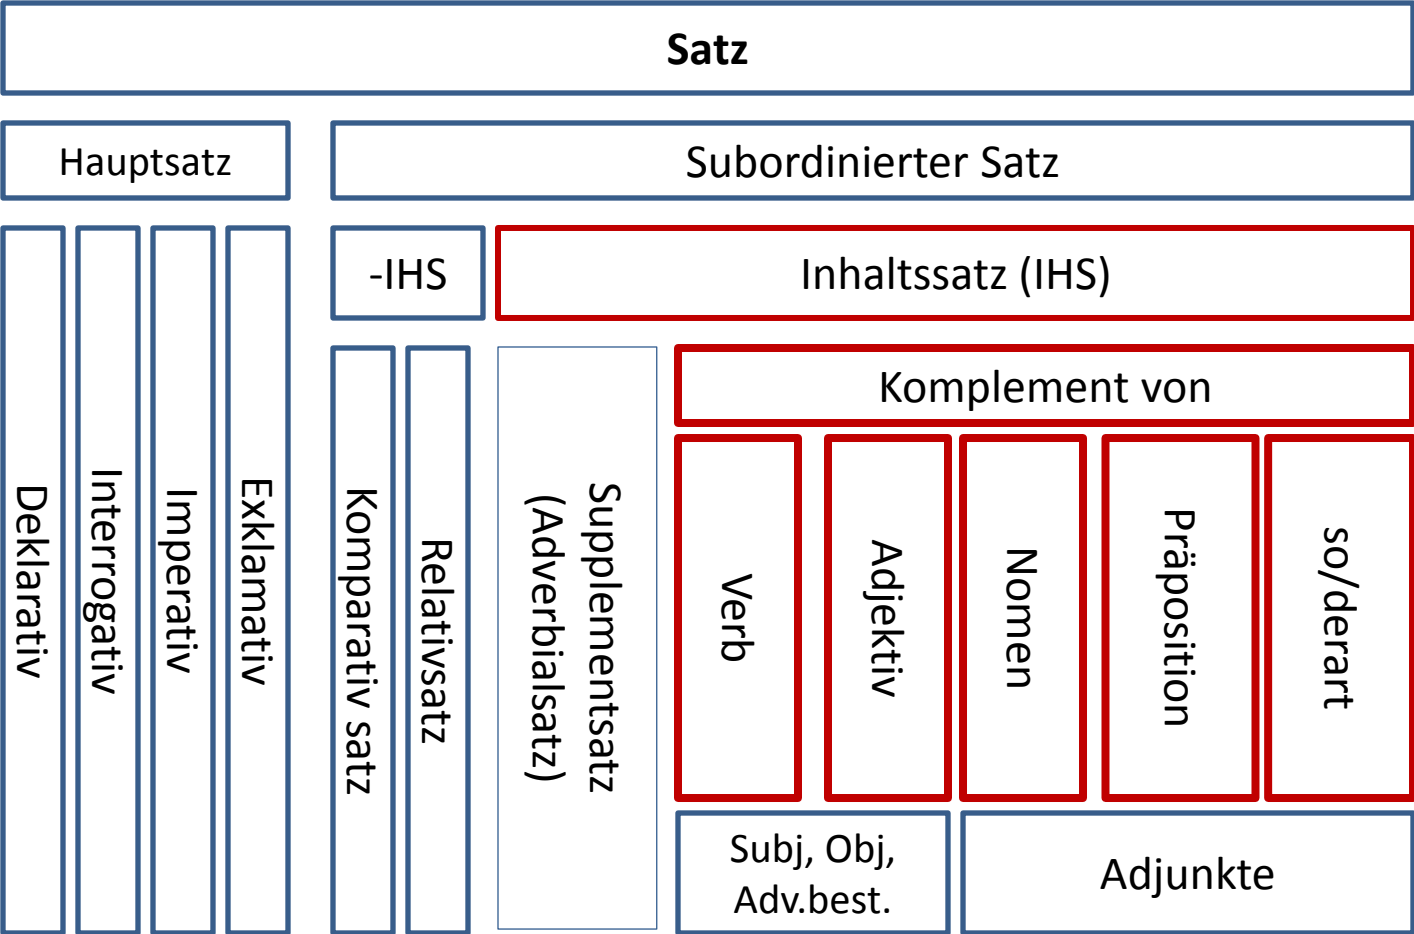 Satz
Hauptsatz
Subordinierter Satz
-IHS
Inhaltssatz (IHS)
Komplement von
Deklarativ
Interrogativ
Imperativ
Exklamativ
Komparativ satz
Relativsatz
Supplementsatz
(Adverbialsatz)
Verb
Adjektiv
Nomen
Präposition
so/derart
Subj, Obj,
Adv.best.
Adjunkte